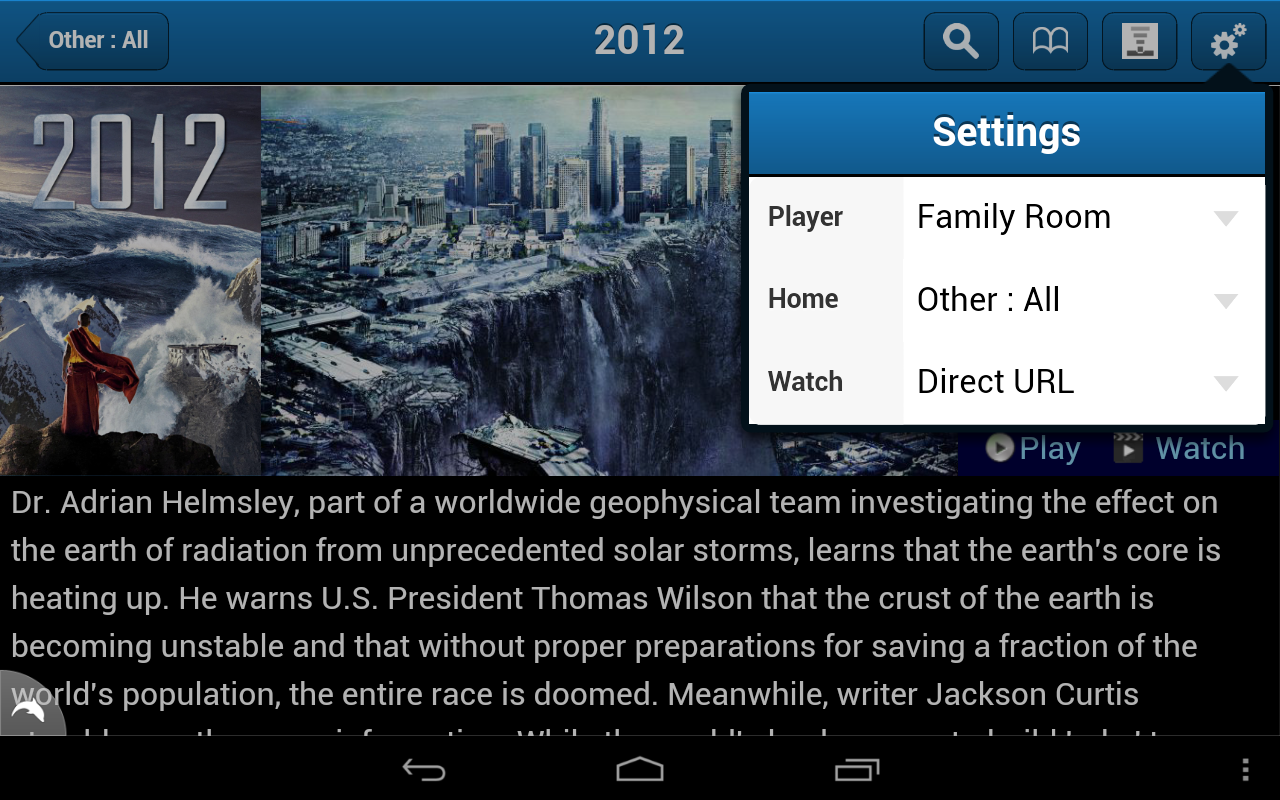 Other : All
2012
2012
Settings
Player
Family Room
Home
Other : All
Watch
Direct URL
Play
Watch
Dr. Adrian Helmsley, part of a worldwide geophysical team investigating the effect on
the earth of radiation from unprecedented solar storms, learns that the earth's core is
heating up. He warns U.S. President Thomas Wilson that the crust of the earth is
becoming unstable and that without proper preparations for saving a fraction of the
world's population, the entire race is doomed. Meanwhile, writer Jackson Curtis